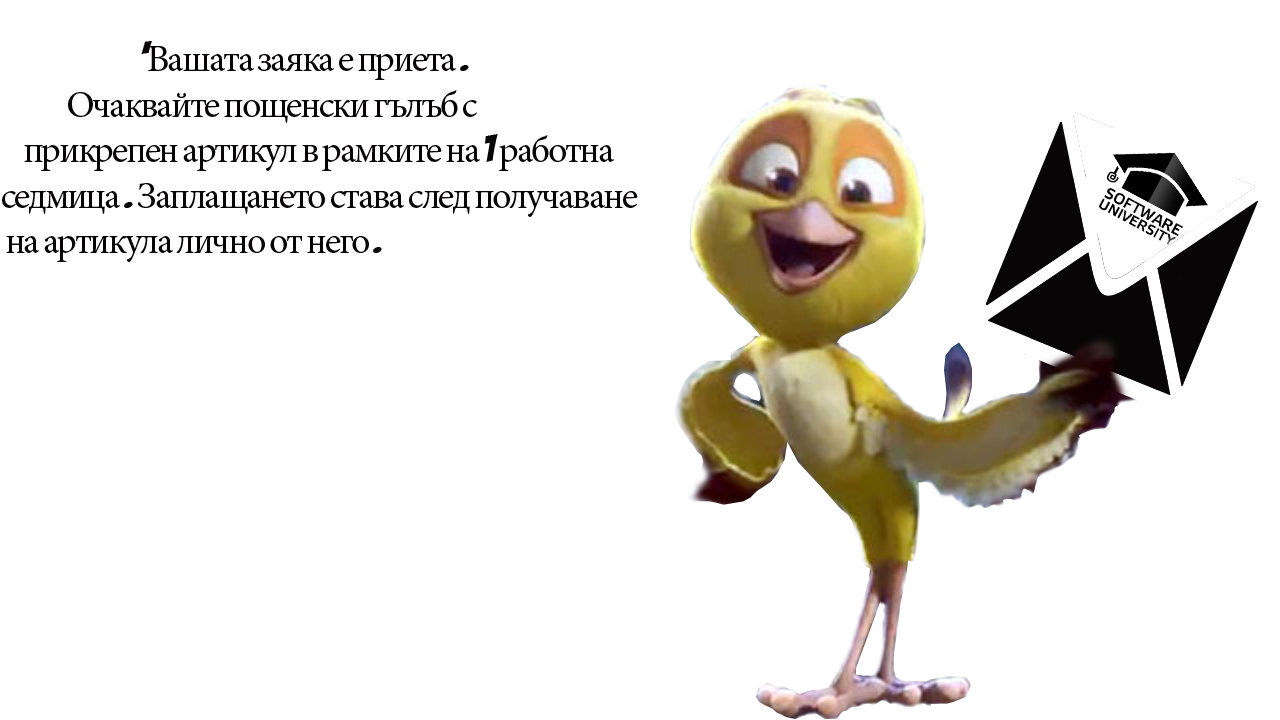 'Вашата заяка е приета.
Очаквайте пощенски гълъб с
прикрепен артикул в рамките на 1 работна
седмица. Заплащането става след получаване
на артикула лично от него.
SOFTWARE
UNIVERSITY